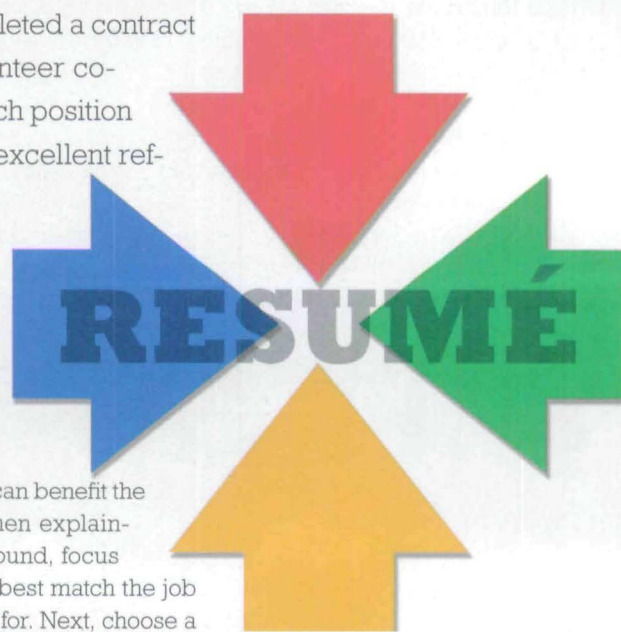 leted a contract
nteer co-
ch position
excellent ref-
RESUMÉ
can benefit the
hen explain-
ound, focus
best match the job
for. Next, choose a